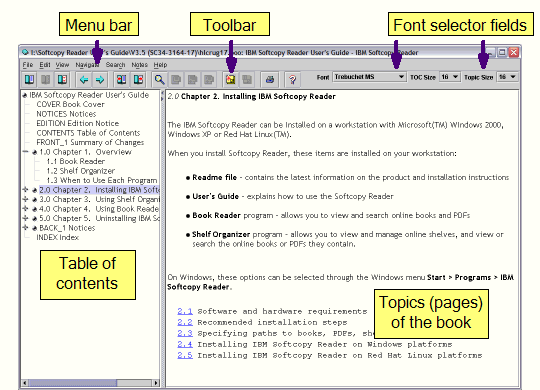 Menu bar
Toolbar
Font selector fields
I:\Softcopy Reader User's Guide\V3.5 (SC34-3164-17)\hlcrug17.boo: IBM Softcopy Reader User's Guide - IBM Softcopy Reader
File Edit View Navigate Search Notes Help
Font Trebuchet MS TOC Size 16 Topic Size 16
IBM Softcopy Reader User's Guide
COVER Book Cover
NOTICES Notices
EDITION Edition Notice
CONTENTS Table of Contents
FRONT_1 Summary of Changes
1.0 Chapter 1. Overview
1.1 Book Reader
1.2 Shelf Organizer
1.3 When to Use Each Program
2.0 Chapter 2. Installing IBM Soft
3.0 Chapter 3. Using Shelf Organi
4.0 Chapter 4. Using Book Reade
5.0 Chapter 5. Uninstalling IBM So
BACK_1 Notices
INDEX Index
Table of
contents
2.0 Chapter 2. Installing IBM Softcopy Reader
The IBM Softcopy Reader can be installed on a workstation with Microsoft(TM) Windows 2000,
Windows XP or Red Hat Linux(TM).
When you install Softcopy Reader, these items are installed on your workstation:
● Readme file - contains the latest information on the product and installation instructions
● User's Guide - explains how to use the Softcopy Reader
● Book Reader program - allows you to view and search online books and PDFs
● Shelf Organizer program - allows you to view and manage online shelves, and view or
search the online books or PDFs they contain.
On Windows, these options can be selected through the Windows menu Start > Programs > IBM
Softcopy Reader.
2.1 Software and hardware requirements
2.2 Recommended installation steps
2.3 Specifying paths to books, PDFs, sh
2.4 Installing IBM Softcopy Reader on Windows platforms
2.5 Installing IBM Softcopy Reader on Red Hat Linux platforms
Topics (pages)
of the book